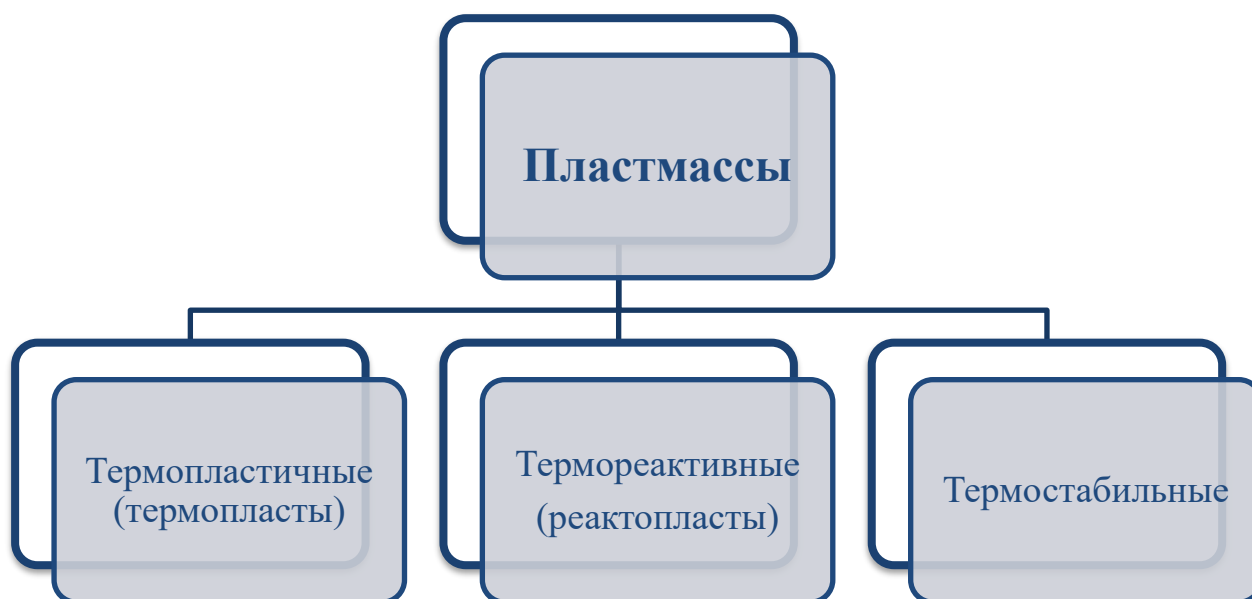 Пластмассы
Термопластичные
(термопласты)
Термореактивные
(реактопласты)
Термостабильные